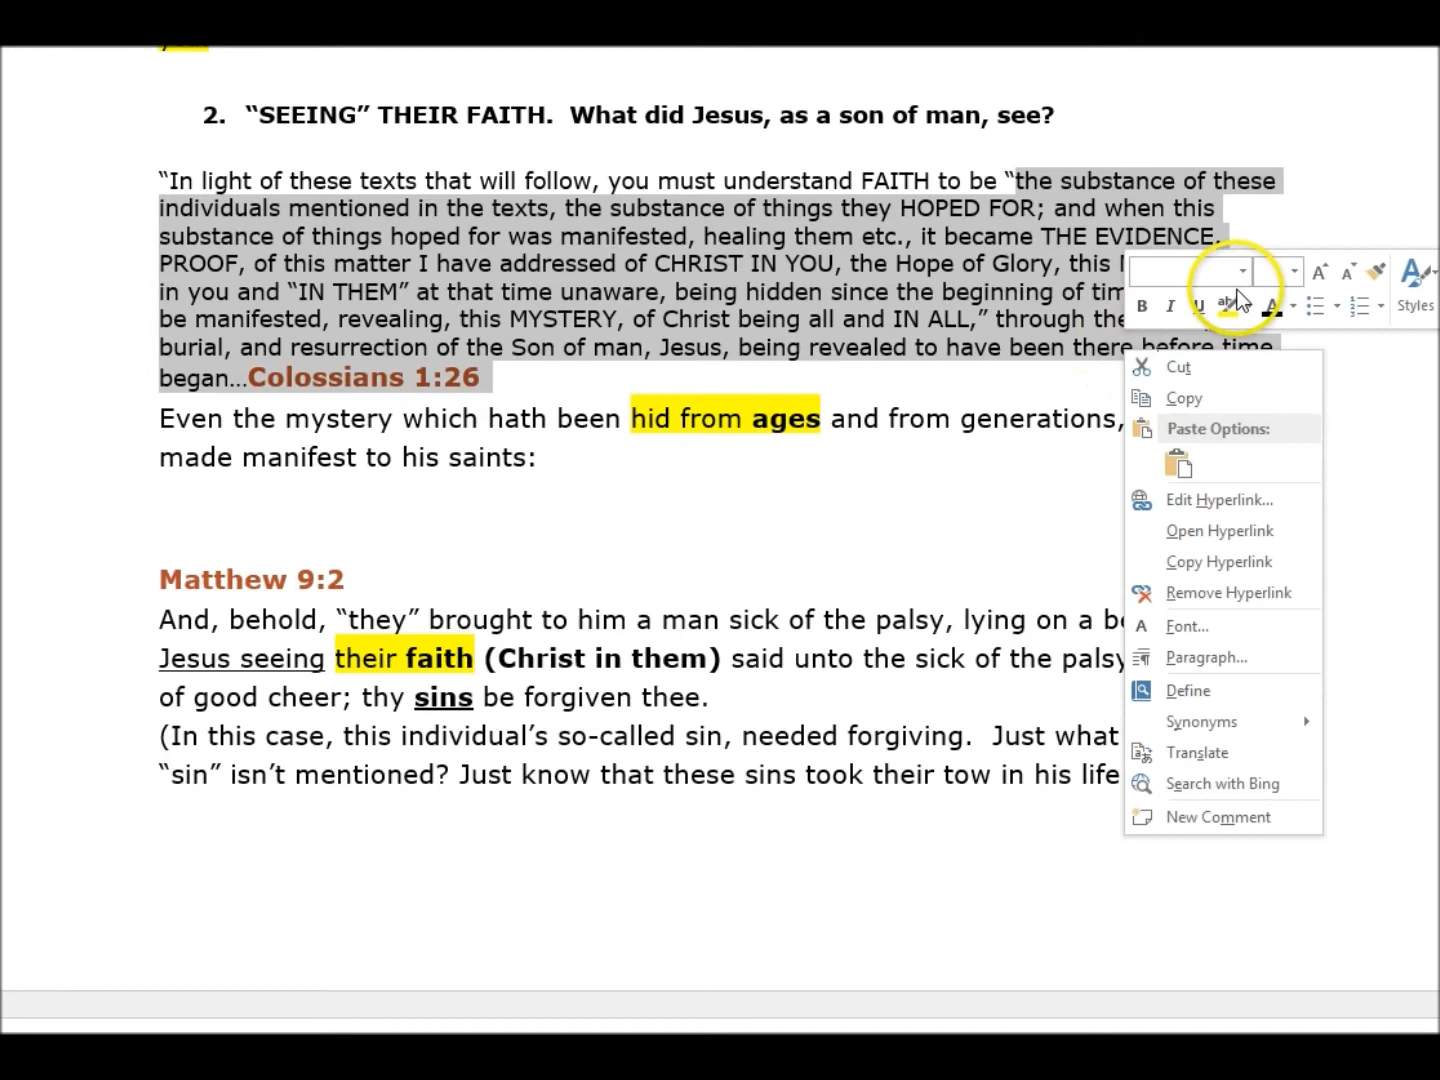 2. “SEEING” THEIR FAITH. What did Jesus, as a son of man, see?
“In light of these texts that will follow, you must understand FAITH to be “the substance of these
individuals mentioned in the texts, the substance of things they HOPED FOR; and when this
substance of things hoped for was manifested, healing them etc., it became THE EVIDENCE,
PROOF, of this matter I have addressed of CHRIST IN YOU, the Hope of Glory, this
in you and “IN THEM” at that time unaware, being hidden since the beginning of
be manifested, revealing, this MYSTERY, of Christ being all and IN ALL,” through
burial, and resurrection of the Son of man, Jesus, being revealed to have been there before time
began...Colossians 1:26
Even the mystery which hath been hid from ages and from generations,
made manifest to his saints:
Matthew 9:2
And, behold, “they” brought to him a man sick of the palsy, lying on a
Jesus seeing their faith (Christ in them) said unto the sick of the palsy
of good cheer; thy sins be forgiven thee.
(In this case, this individual’s so-called sin, needed forgiving. Just what
“sin” isn’t mentioned? Just know that these sins took their tow in his life
B I U Styles
Cut
Copy
Paste Options:
Edit Hyperlink...
Open Hyperlink
Copy Hyperlink
Remove Hyperlink
Font...
Paragraph...
Define
Synonyms
Translate
Search with Bing
New Comment